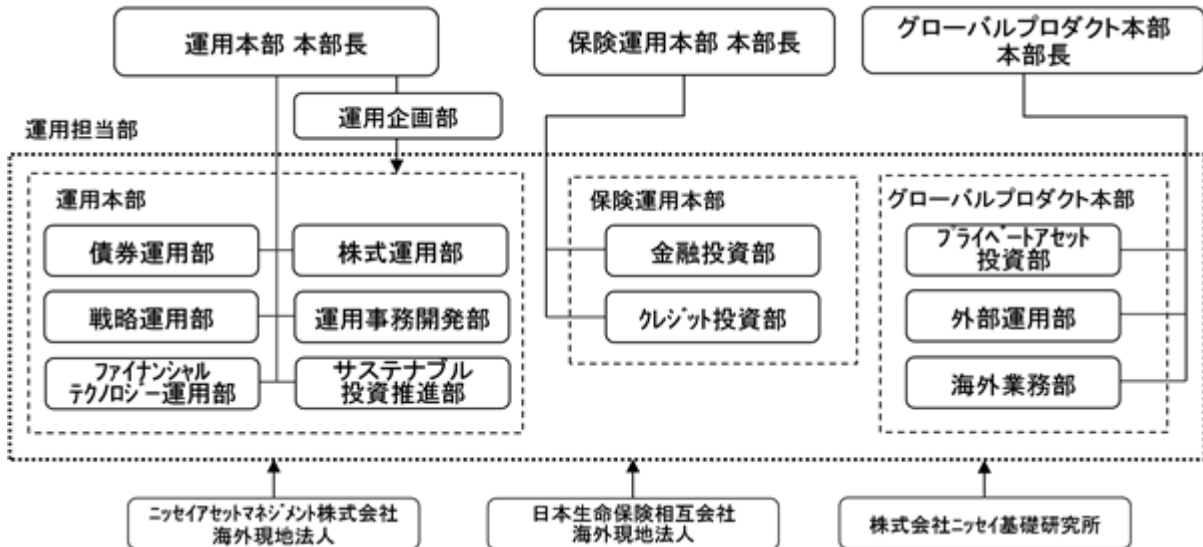 運用本部 本部長
保険運用本部 本部長
グローバルプロダクト本部
本部長
運用企画部
運用担当部
運用本部
債券運用部
株式運用部
戦略運用部
運用事務開発部
ファイナンシャル
テクノロジー運用部
サステナブル
投資推進部
保険運用本部
金融投資部
クレジット投資部
グローバルプロダクト本部
プライベートアセット
投資部
外部運用部
海外業務部
ニッセイアセットマネジメント株式会社
海外現地法人
日本生命保険相互会社
海外現地法人
株式会社ニッセイ基礎研究所